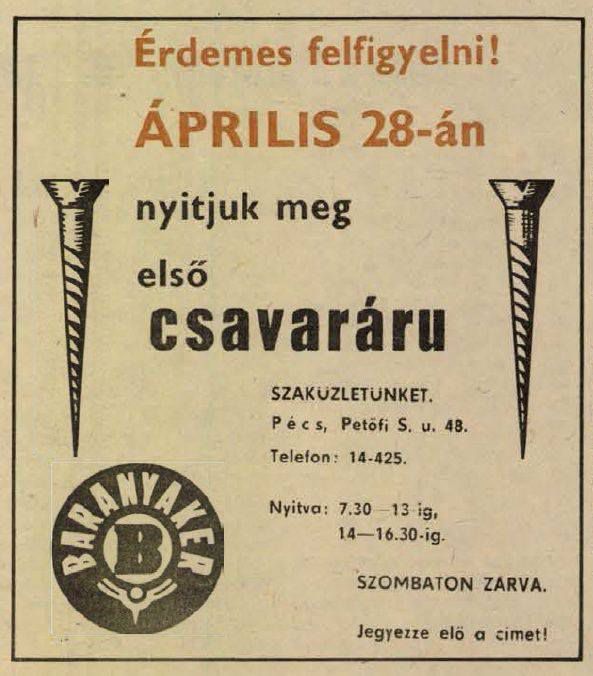 Érdemes felfigyelni!
ÁPRILIS 28-án
nyitjuk meg
első
csavaráru
SZAKÜZLETÜNKET.
Pécs, Petőfi S. u. 48.
Telefon: 14-425.
Nyitva: 7.30—13-ig,
14—16.30-ig.
SZOMBATON ZÁRVA.
Jegyezze elő a címet!
BARANYAKER
B